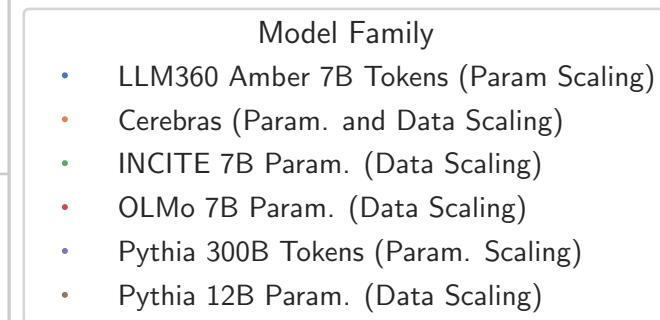 Model Family
LLM360 Amber 7B Tokens (Param Scaling)
Cerebras (Param. and Data Scaling)
INCITE 7B Param. (Data Scaling)
OLMo 7B Param. (Data Scaling)
Pythia 300B Tokens (Param. Scaling)
Pythia 12B Param. (Data Scaling)